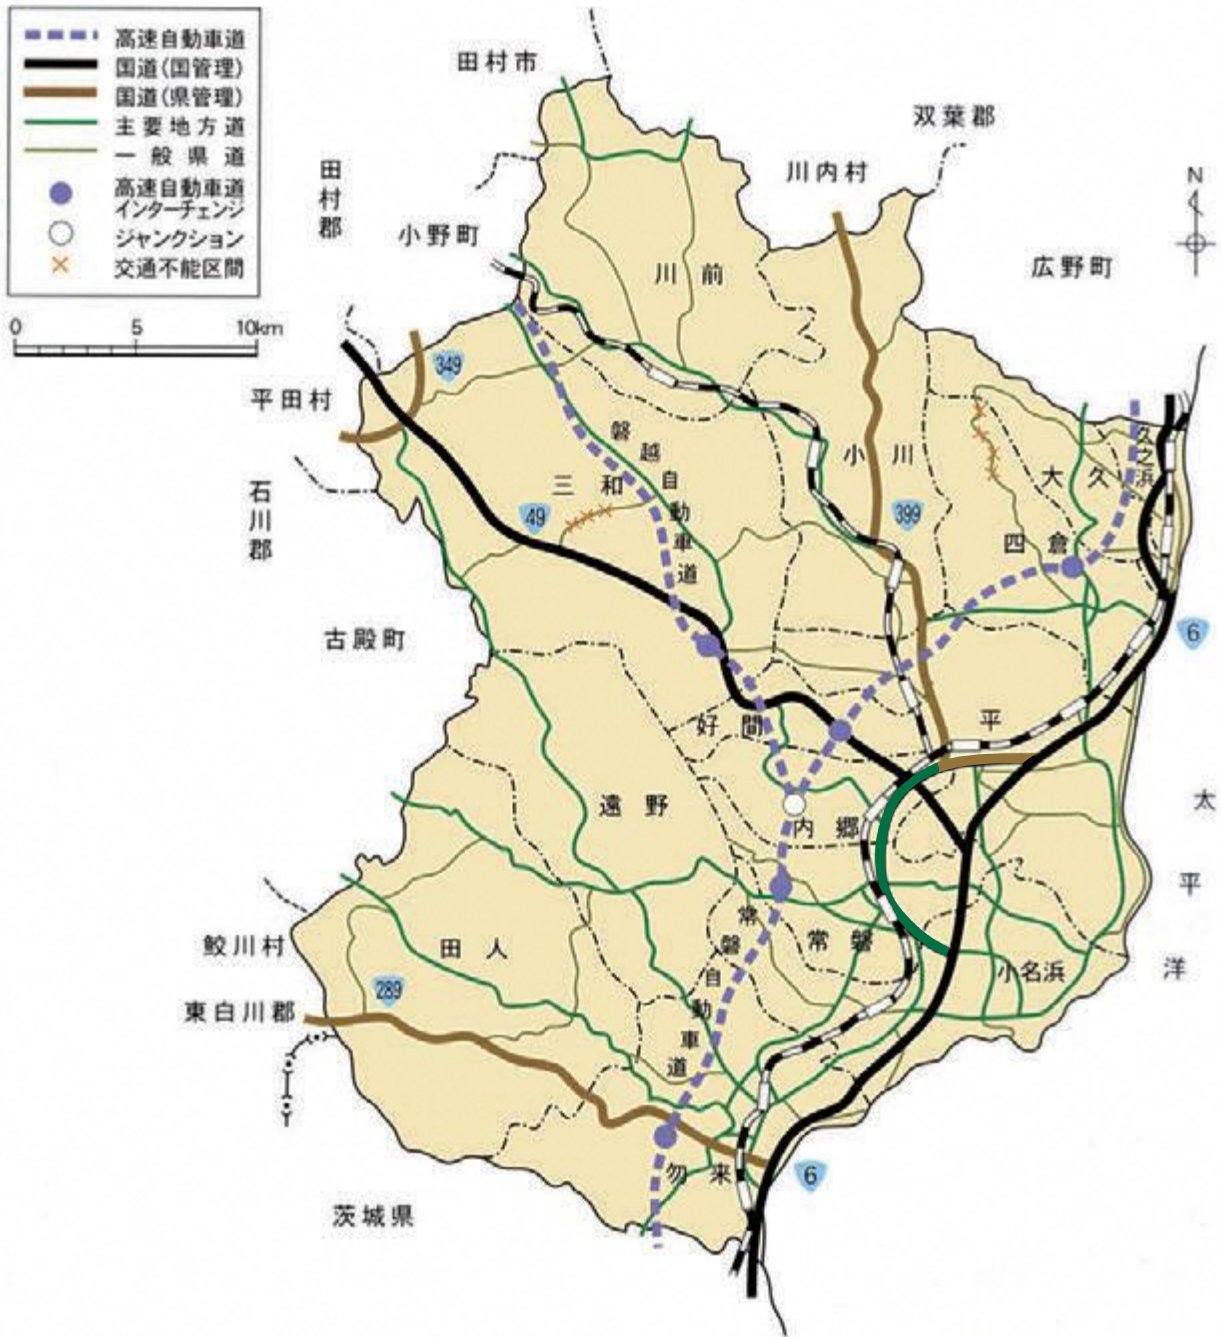 高速自動車道
国道(国管理)
国道(県管理)
主要地方道
一般県道
高速自動車道
インターチェンジ
ジャンクション
交通不能区間
0 5 10km
田村市
双葉郡
川内村
田村郡
小野町
N
広野町
川前
349
平田村
久之浜
磐越自動車道
小川
大久
三和
石川郡
49
399
四倉
古殿町
6
好間
平
遠野
太平洋
内郷
常磐自動車道
常磐
鮫川村
田人
小名浜
289
東白川郡
勿来
6
茨城県